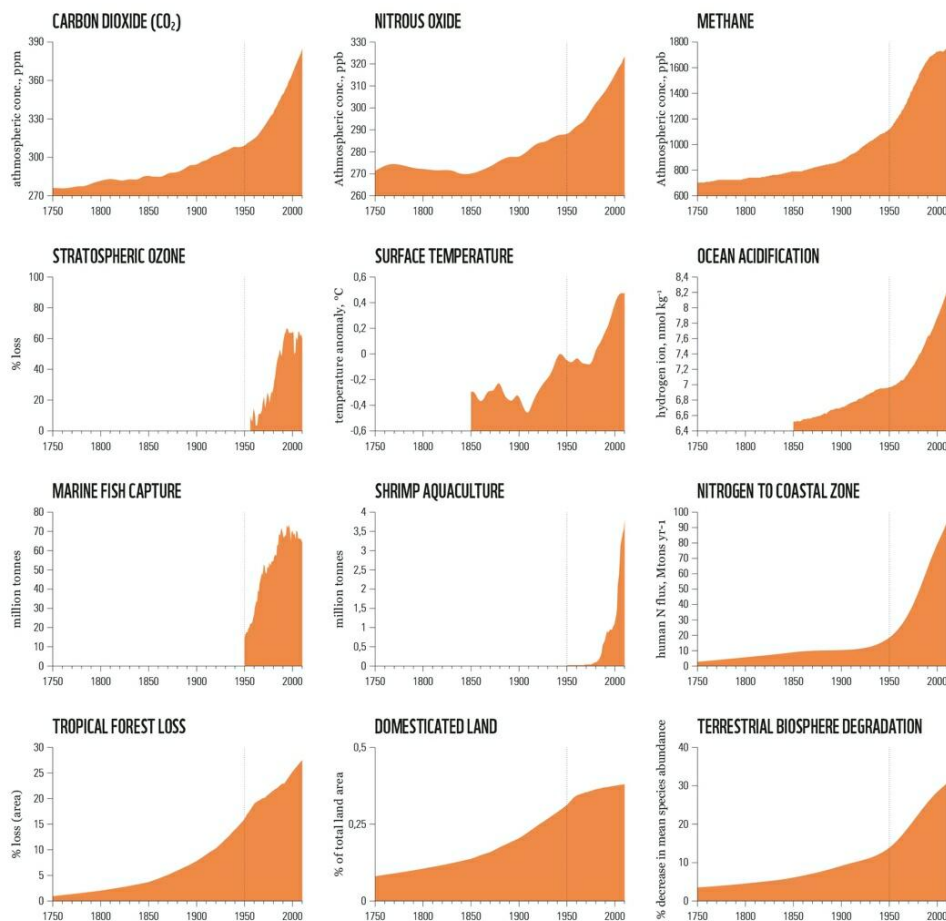 CARBON DIOXIDE (CO₂)
athmospheric conc., ppm
390
360
330
300
270
1750 1800 1850 1900 1950 2000
NITROUS OXIDE
Athmospheric conc., ppb
330
320
310
300
290
280
270
260
1750 1800 1850 1900 1950 2000
METHANE
Athmospheric conc., ppb
1800
1600
1400
1200
1000
800
600
1750 1800 1850 1900 1950 2000
STRATOSPHERIC OZONE
% loss
100
80
60
40
20
0
1750 1800 1850 1900 1950 2000
SURFACE TEMPERATURE
temperature anomaly, °C
0,6
0,4
0,2
0
-0,2
-0,4
-0,6
1750 1800 1850 1900 1950 2000
OCEAN ACIDIFICATION
hydrogen ion, nmol kg⁻¹
8,4
8,2
8
7,8
7,6
7,4
7,2
7
6,8
6,6
6,4
1750 1800 1850 1900 1950 2000
MARINE FISH CAPTURE
million tonnes
80
70
60
50
40
30
20
10
0
1750 1800 1850 1900 1950 2000
SHRIMP AQUACULTURE
million tonnes
4
3,5
3
2,5
2
1,5
1
0,5
0
1750 1800 1850 1900 1950 2000
NITROGEN TO COASTAL ZONE
human N flux, Mtons yr-1
100
90
80
70
60
50
40
30
20
10
0
1750 1800 1850 1900 1950 2000
TROPICAL FOREST LOSS
% loss (area)
30
25
20
15
10
5
0
1750 1800 1850 1900 1950 2000
DOMESTICATED LAND
% of total land area
0,5
0,25
0
1750 1800 1850 1900 1950 2000
TERRESTRIAL BIOSPHERE DEGRADATION
% decrease in mean species abundance
40
30
20
10
0
1750 1800 1850 1900 1950 2000